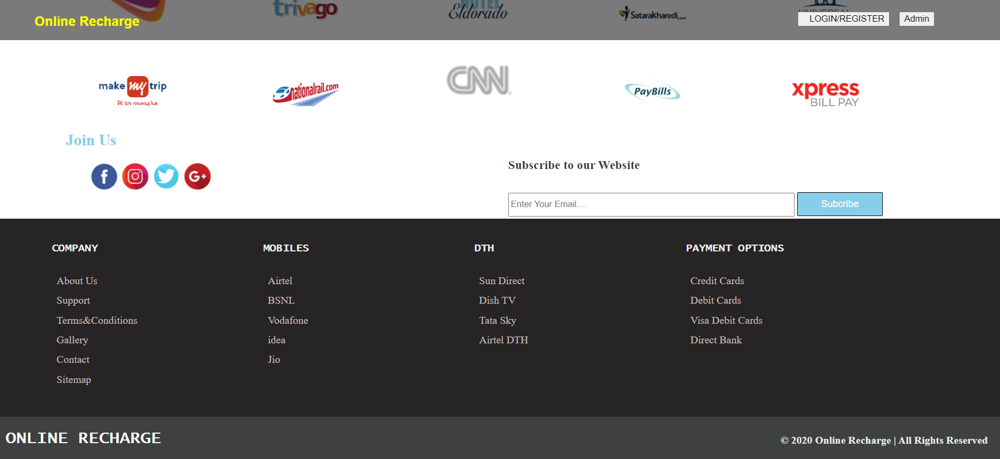 trivago
HOTEL
Eldorado
Satarakharedi.com
UNIVERSAL
Online Recharge
LOGIN/REGISTER
Admin
make my trip
Dil to roaming hai
nationalrail.com
CNN
PayBills
xpress
BILL PAY
Join Us
f
G+
Subscribe to our Website
Enter Your Email....
Subcribe
COMPANY
About Us
Support
Terms&Conditions
Gallery
Contact
Sitemap
MOBILES
Airtel
BSNL
Vodafone
idea
Jio
DTH
Sun Direct
Dish TV
Tata Sky
Airtel DTH
PAYMENT OPTIONS
Credit Cards
Debit Cards
Visa Debit Cards
Direct Bank
ONLINE RECHARGE
© 2020 Online Recharge | All Rights Reserved